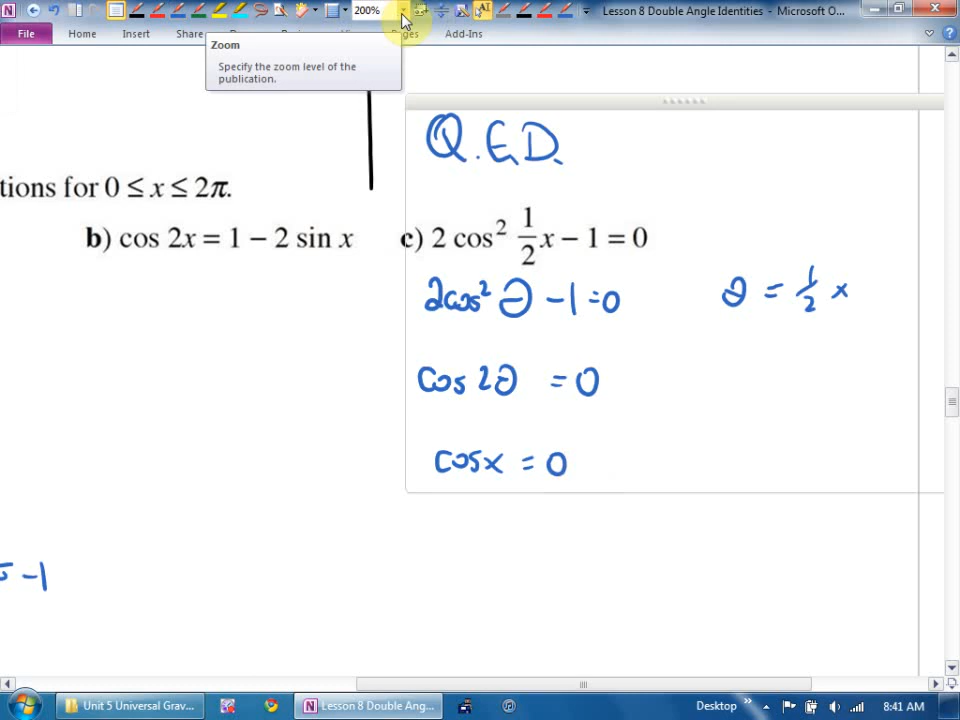 200%
Lesson 8 Double Angle Identities - Microsoft O...
File
Home
Insert
Share
Pages
Add-Ins
Zoom
Specify the zoom level of the
publication.
Q.E.D.
tions for 0 ≤ x ≤ 2π.
b) cos 2x = 1 − 2 sin x
c) 2 cos² 1/2 x − 1 = 0
2cos² θ − 1 = 0
θ = 1/2 x
cos 2θ = 0
cos x = 0
−1
Unit 5 Universal Grav...
Lesson 8 Double Ang...
Desktop
8:41 AM